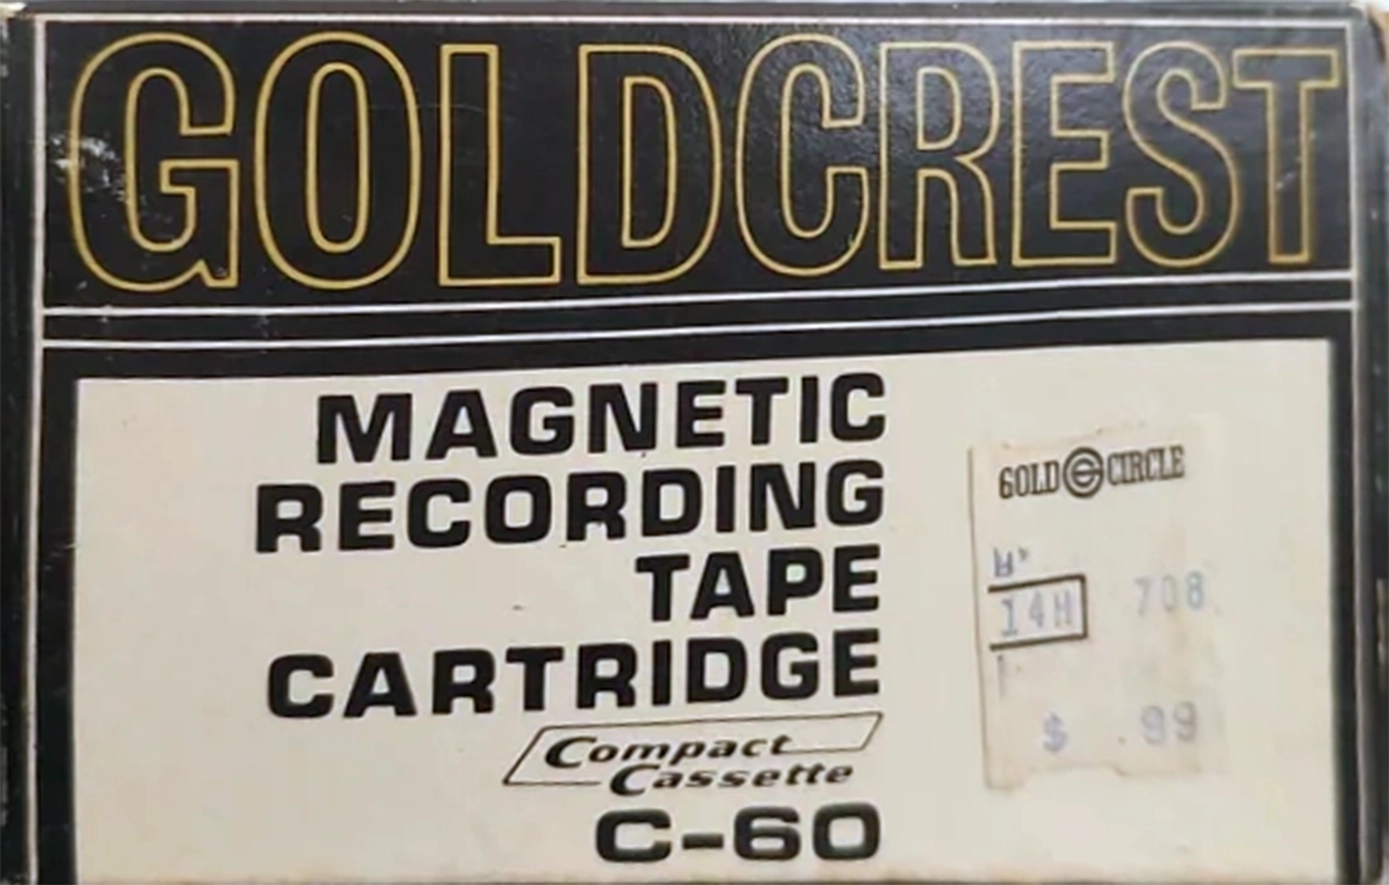 GOLDCREST
MAGNETIC
RECORDING
TAPE
CARTRIDGE
Compact
Cassette
C-60
GOLD CIRCLE
14H 708
$ .99